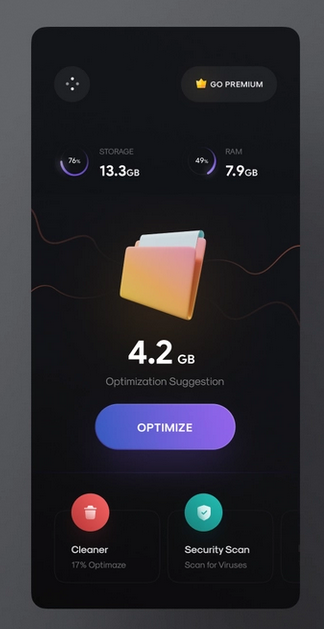 GO PREMIUM
76%
STORAGE
13.3GB
49%
RAM
7.9GB
4.2 GB
Optimization Suggestion
OPTIMIZE
Cleaner
17% Optimaze
Security Scan
Scan for Viruses